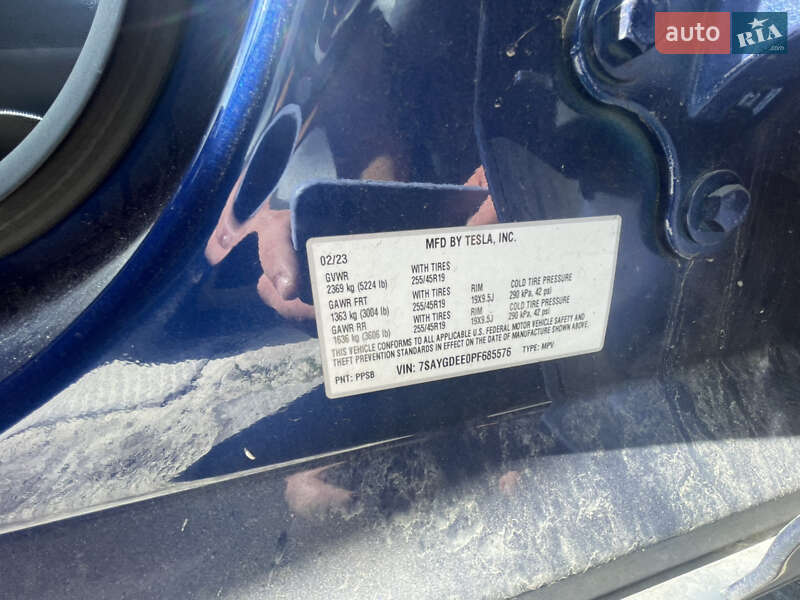 auto RIA.com
MFD BY TESLA, INC.
02/23
GVWR WITH TIRES
2369 kg (5224 lb) 255/45R19
GAWR FRT WITH TIRES RIM COLD TIRE PRESSURE
1363 kg (3004 lb) 255/45R19 19X9.5J 290 kPa, 42 psi
GAWR RR WITH TIRES RIM COLD TIRE PRESSURE
1636 kg (3606 lb) 255/45R19 19X9.5J 290 kPa, 42 psi
THIS VEHICLE CONFORMS TO ALL APPLICABLE U.S. FEDERAL MOTOR VEHICLE SAFETY AND
THEFT PREVENTION STANDARDS IN EFFECT ON THE DATE OF MANUFACTURE SHOWN ABOVE.
PNT: PPSB VIN: 7SAYGDEE0PF685576 TYPE: MPV